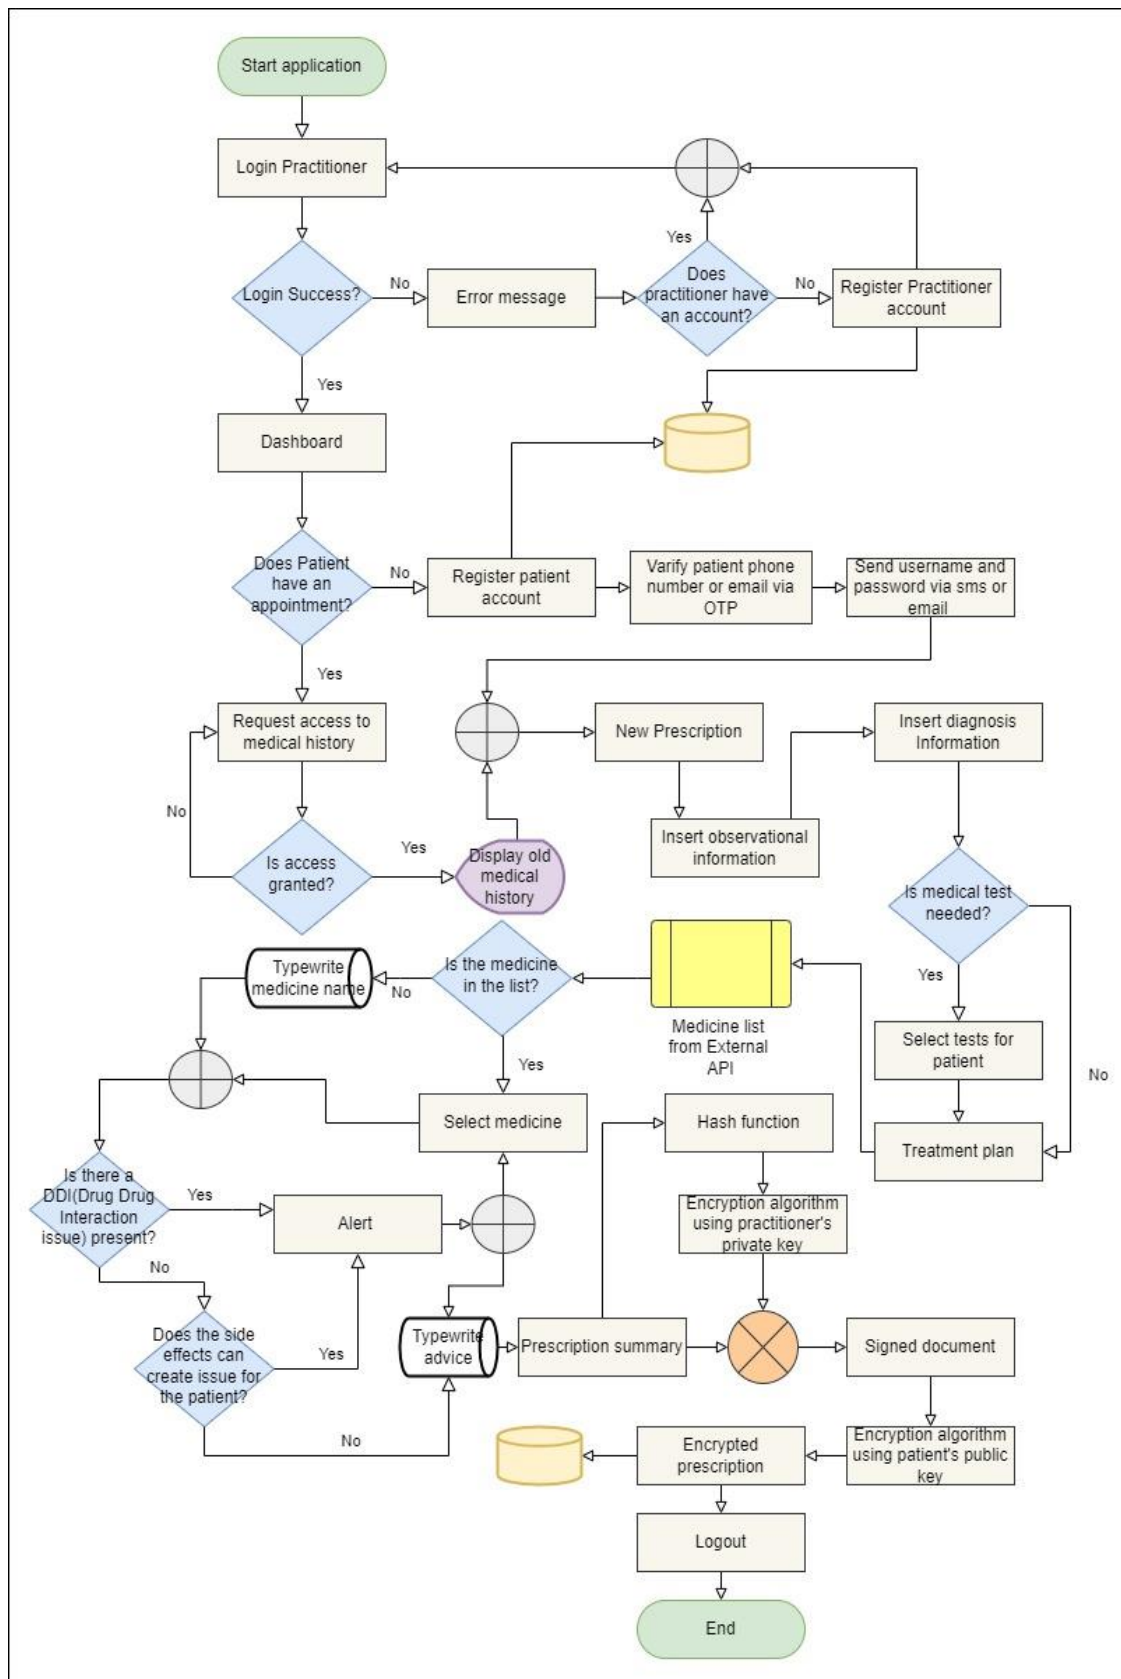 Start application
Login Practitioner
Yes
Does
practitioner have
an account?
Login Success?
No
Error message
No
Register Practitioner
account
Yes
Dashboard
Does Patient
have an
appointment?
No
Register patient
account
Varify patient phone
number or email via
OTP
Send username and
password via sms or
email
Yes
Request access to
medical history
New Prescription
Insert diagnosis
Information
No
Insert observational
information
Is access
granted?
Yes
Display old
medical
history
Is medical test
needed?
Typewrite
medicine name
No
Is the medicine
in the list?
Medicine list
from External
API
Yes
Yes
Select tests for
patient
No
Select medicine
Hash function
Treatment plan
Is there a
DDI(Drug Drug
Interaction
issue) present?
Yes
Alert
Encryption algorithm
using practitioner's
private key
No
Does the side
effects can
create issue for
the patient?
Yes
Typewrite
advice
Prescription summary
Signed document
No
Encrypted
prescription
Encryption algorithm
using patient's public
key
Logout
End